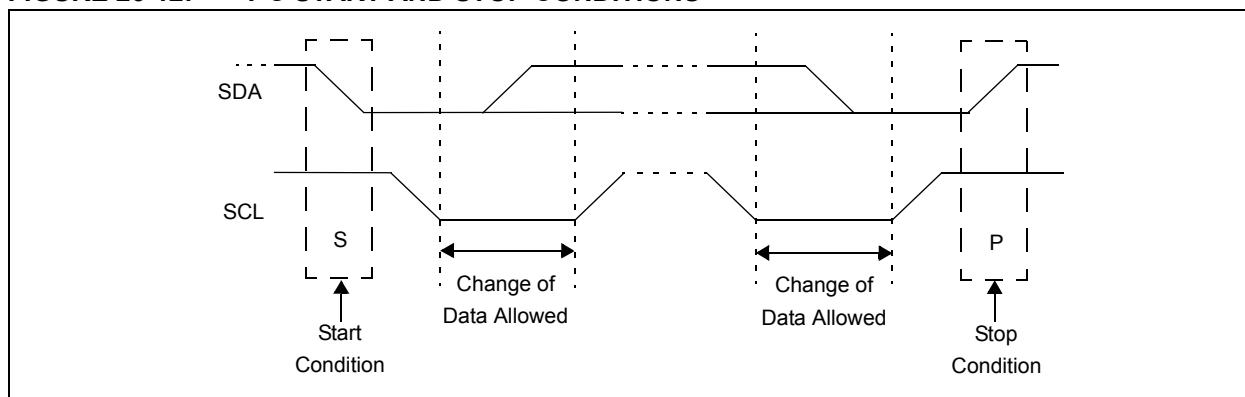 SDA
SCL
S
P
Change of
Data Allowed
Change of
Data Allowed
Start
Condition
Stop
Condition